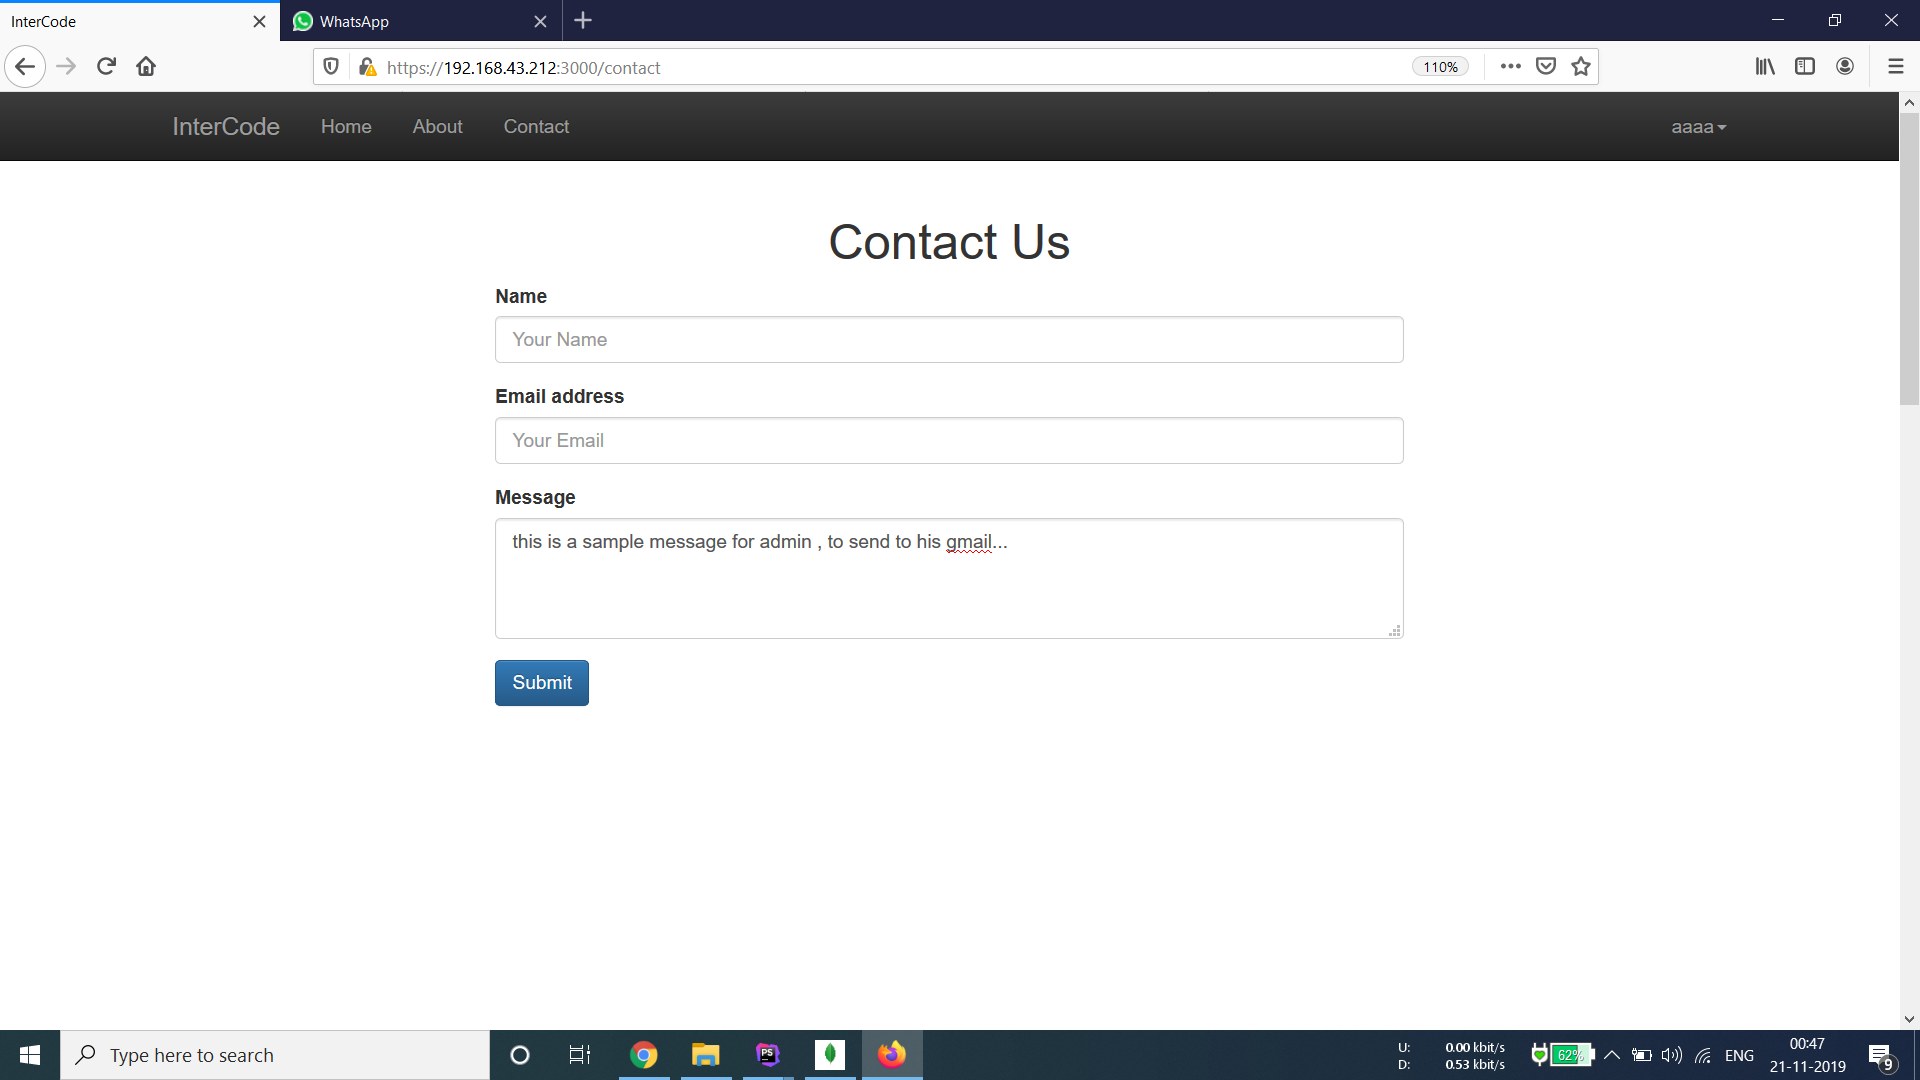 InterCode
WhatsApp
https://192.168.43.212:3000/contact
110%
InterCode Home About Contact aaaa
Contact Us
Name
Your Name
Email address
Your Email
Message
this is a sample message for admin , to send to his gmail...
Submit
Type here to search
PS
U: 0.00 kbit/s
D: 0.53 kbit/s
62%
ENG
00:47
21-11-2019
9